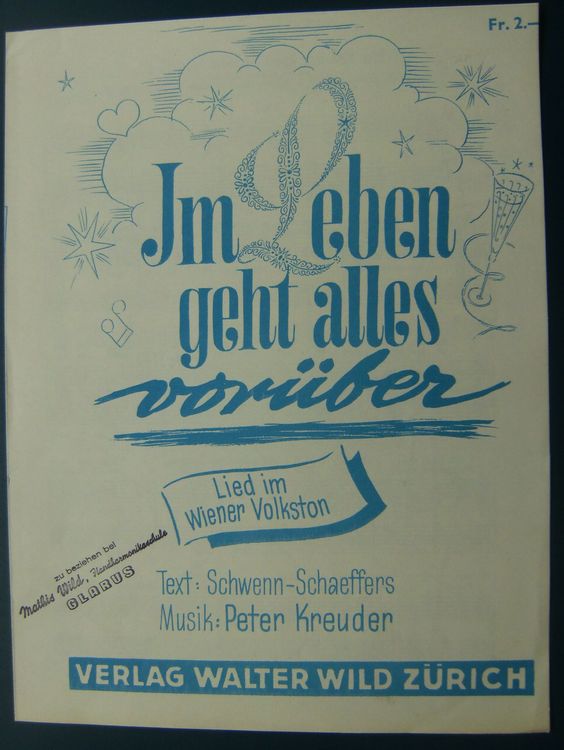 Fr. 2.—
Im Leben
geht alles
vorüber
Lied im
Wiener Volkston
zu beziehen bei
Mathis Wild, Handharmonikaschule
GLARUS
Text: Schwenn-Schaeffers
Musik: Peter Kreuder
VERLAG WALTER WILD ZÜRICH